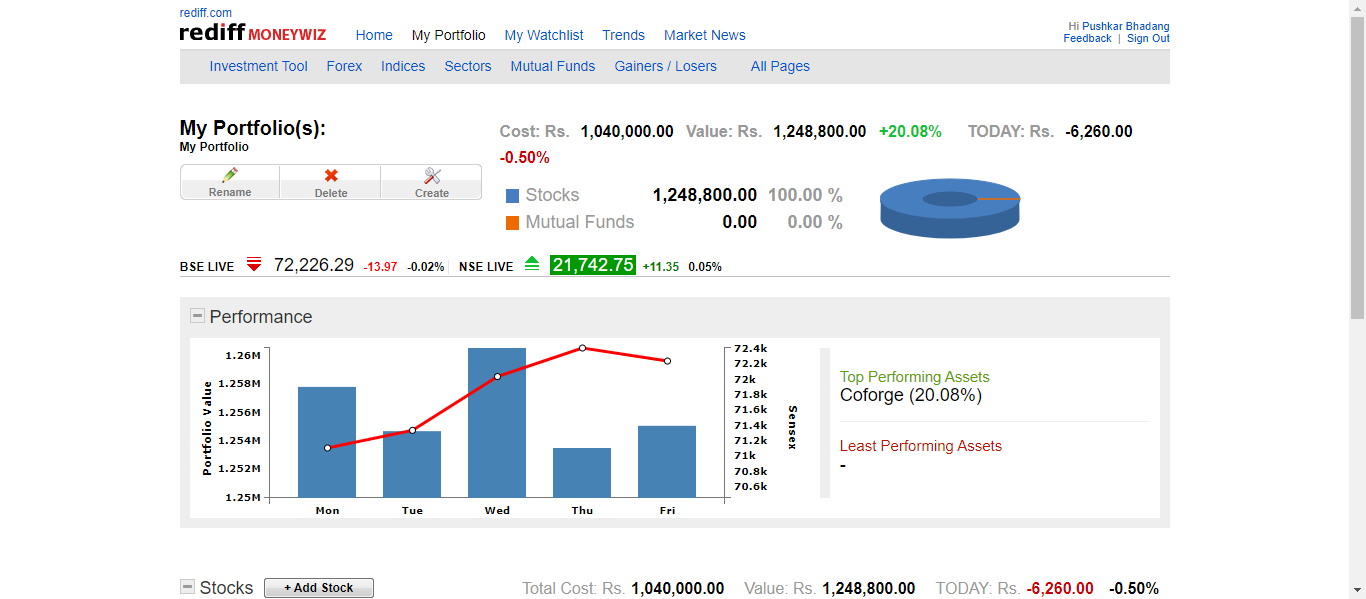 rediff.com
rediff MONEYWIZ Home My Portfolio My Watchlist Trends Market News
Hi Pushkar Bhadang
Feedback | Sign Out
Investment Tool Forex Indices Sectors Mutual Funds Gainers / Losers All Pages
My Portfolio(s):
My Portfolio
Rename Delete Create
Cost: Rs. 1,040,000.00 Value: Rs. 1,248,800.00 +20.08% TODAY: Rs. -6,260.00
-0.50%
Stocks 1,248,800.00 100.00 %
Mutual Funds 0.00 0.00 %
BSE LIVE 72,226.29 -13.97 -0.02% NSE LIVE 21,742.75 +11.35 0.05%
Performance
Portfolio Value
1.26M
1.258M
1.256M
1.254M
1.252M
1.25M
Mon Tue Wed Thu Fri
72.4k
72.2k
72k
71.8k
71.6k
71.4k
71.2k
71k
70.8k
70.6k
Sensex
Top Performing Assets
Coforge (20.08%)
Least Performing Assets
-
Stocks + Add Stock Total Cost: Rs. 1,040,000.00 Value: Rs. 1,248,800.00 TODAY: Rs. -6,260.00 -0.50%